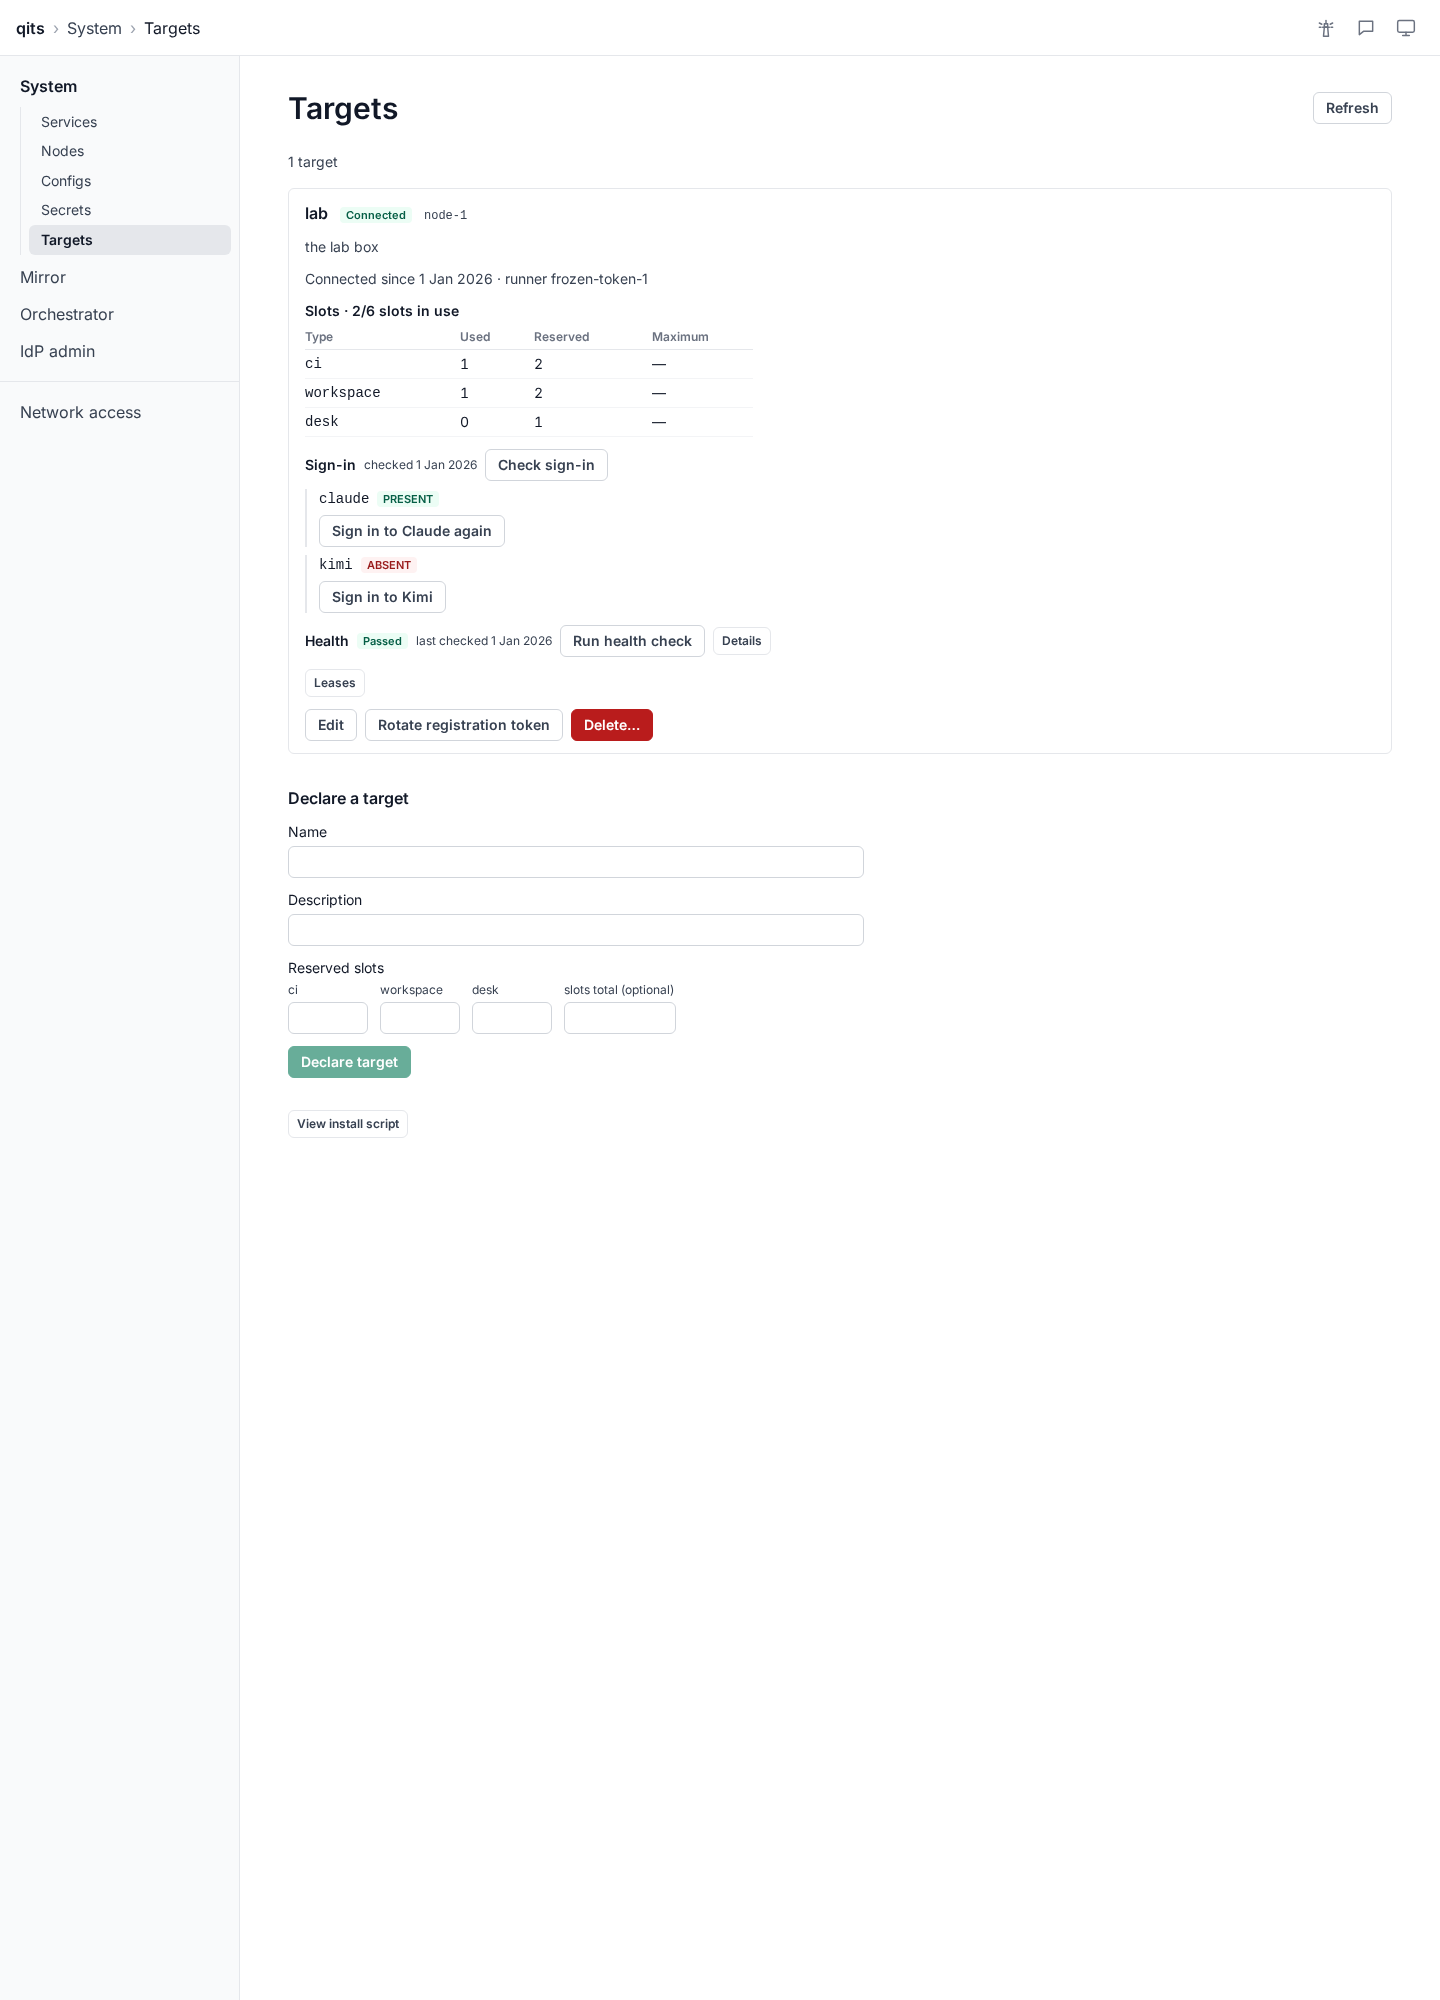 qits › System › Targets
System
Services
Nodes
Configs
Secrets
Targets
Mirror
Orchestrator
IdP admin
Network access
Targets
Refresh
1 target
lab Connected node-1
the lab box
Connected since 1 Jan 2026 · runner frozen-token-1
Slots · 2/6 slots in use
Type Used Reserved Maximum
ci 1 2 —
workspace 1 2 —
desk 0 1 —
Sign-in checked 1 Jan 2026 Check sign-in
claude PRESENT
Sign in to Claude again
kimi ABSENT
Sign in to Kimi
Health Passed last checked 1 Jan 2026 Run health check Details
Leases
Edit Rotate registration token Delete…
Declare a target
Name
Description
Reserved slots
ci workspace desk slots total (optional)
Declare target
View install script